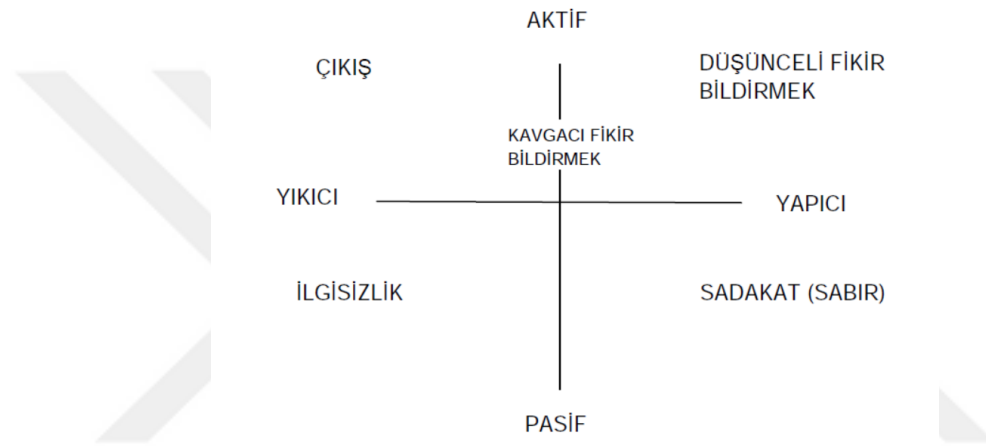 AKTİF
ÇIKIŞ
DÜŞÜNCELİ FİKİR
BİLDİRMEK
KAVGACI FİKİR
BİLDİRMEK
YIKICI
YAPICI
İLGİSİZLİK
SADAKAT (SABIR)
PASİF